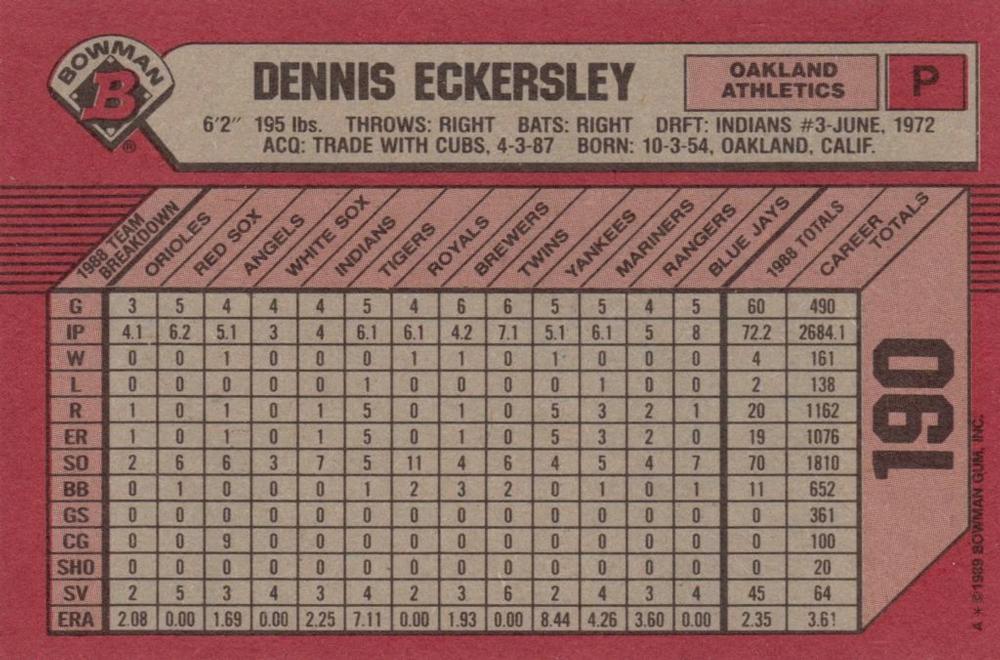 BOWMAN
B
®
DENNIS ECKERSLEY
OAKLAND
ATHLETICS
P
6'2" 195 lbs. THROWS: RIGHT BATS: RIGHT DRFT: INDIANS #3-JUNE, 1972
ACQ: TRADE WITH CUBS, 4-3-87 BORN: 10-3-54, OAKLAND, CALIF.
1988 TEAM BREAKDOWN ORIOLES RED SOX ANGELS WHITE SOX INDIANS TIGERS ROYALS BREWERS TWINS YANKEES MARINERS RANGERS BLUE JAYS 1988 TOTALS CAREER TOTALS
G 3 5 4 4 4 5 4 6 6 5 5 4 5 60 490
IP 4.1 6.2 5.1 3 4 6.1 6.1 4.2 7.1 5.1 6.1 5 8 72.2 2684.1
W 0 0 1 0 0 0 1 1 0 1 0 0 0 4 161
L 0 0 0 0 0 1 0 0 0 0 1 0 0 2 138
R 1 0 1 0 1 5 0 1 0 5 3 2 1 20 1162
ER 1 0 1 0 1 5 0 1 0 5 3 2 0 19 1076
SO 2 6 6 3 7 5 11 4 6 4 5 4 7 70 1810
BB 0 1 0 0 0 1 2 3 2 0 1 0 1 11 652
GS 0 0 0 0 0 0 0 0 0 0 0 0 0 0 361
CG 0 0 9 0 0 0 0 0 0 0 0 0 0 0 100
SHO 0 0 0 0 0 0 0 0 0 0 0 0 0 0 20
SV 2 5 3 4 3 4 2 3 6 2 4 3 4 45 64
ERA 2.08 0.00 1.69 0.00 2.25 7.11 0.00 1.93 0.00 8.44 4.26 3.60 0.00 2.35 3.61
190
A * © 1989 BOWMAN GUM, INC.